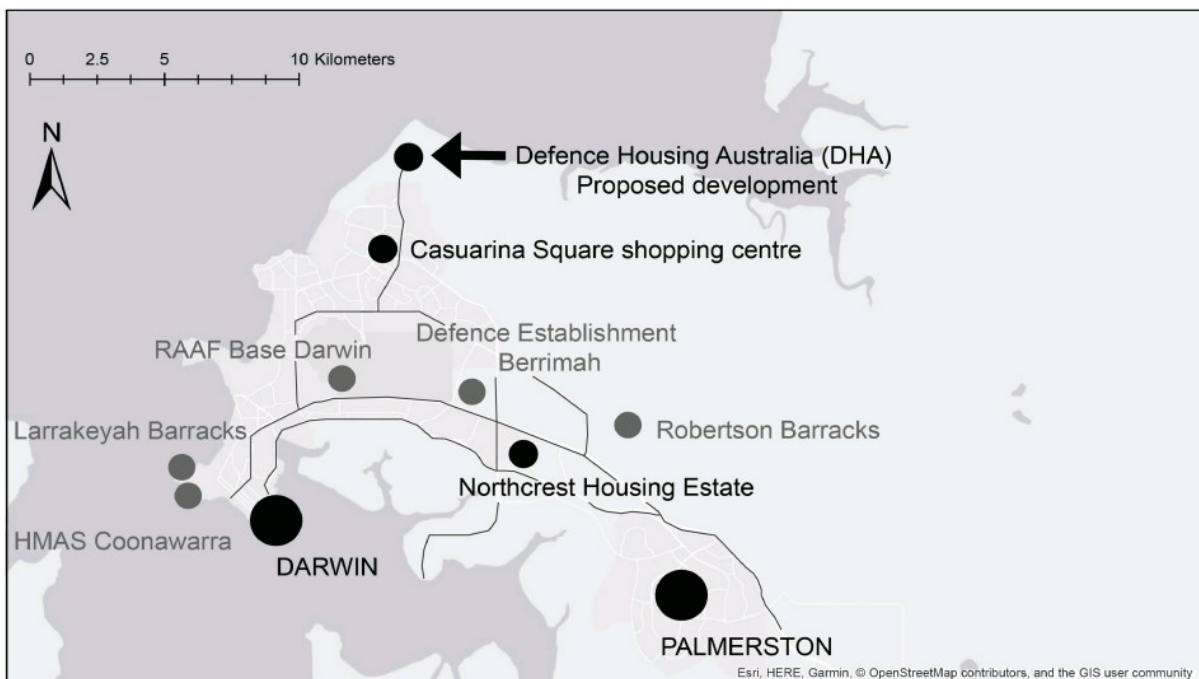 0 2.5 5 10 Kilometers
N
Defence Housing Australia (DHA)
Proposed development
Casuarina Square shopping centre
Defence Establishment
Berrimah
RAAF Base Darwin
Larrakeyah Barracks
Robertson Barracks
Northcrest Housing Estate
HMAS Coonawarra
DARWIN
PALMERSTON
Esri, HERE, Garmin, © OpenStreetMap contributors, and the GIS user community